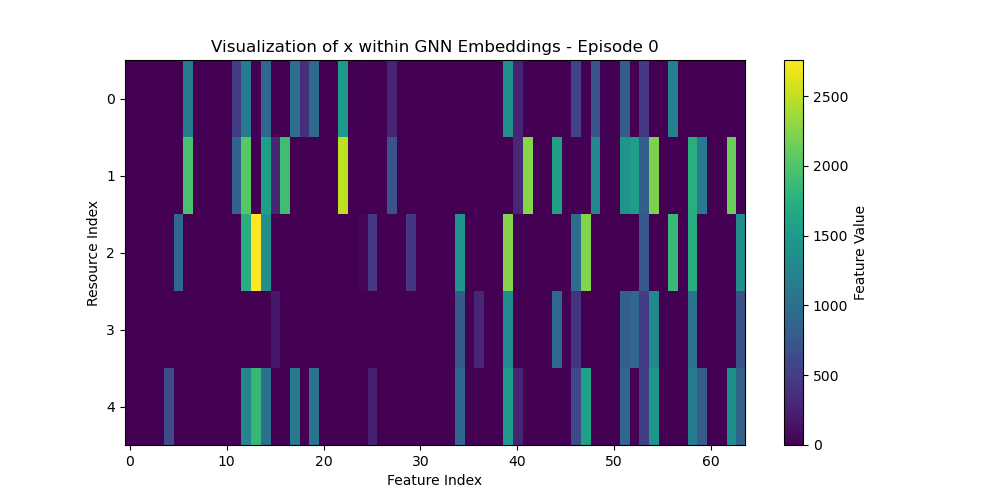 Visualization of x within GNN Embeddings - Episode 0
0
1
2
3
4
Resource Index
0 10 20 30 40 50 60
Feature Index
2500
2000
1500
1000
500
0
Feature Value